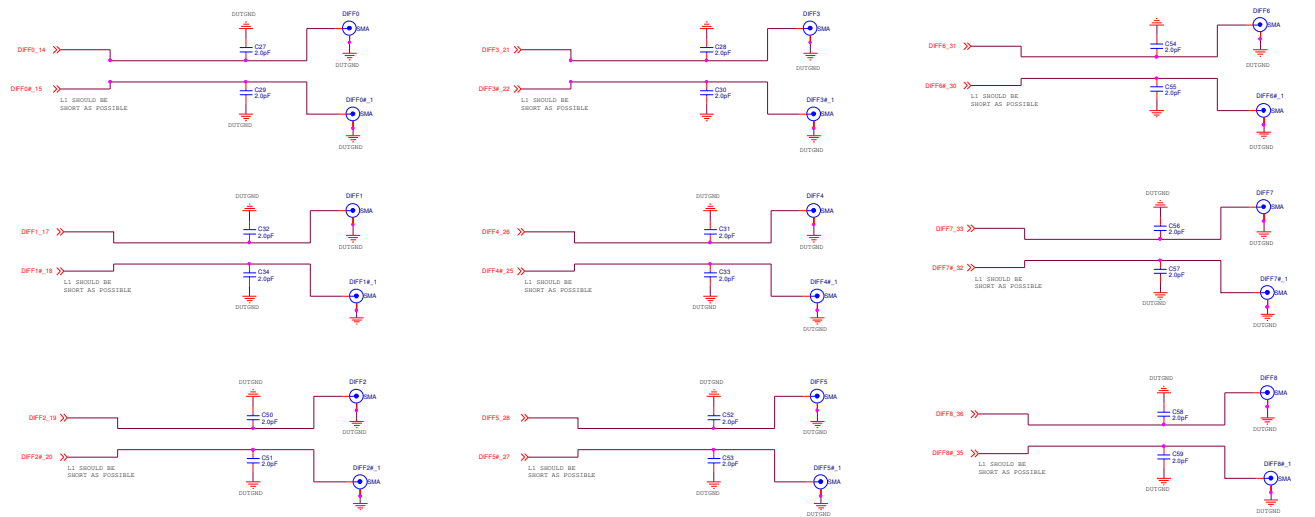 DUTGND
DIFF0
SMA
DIFF0_14
C27
2.0pF
DUTGND
DIFF0#_15
C29
2.0pF
L1 SHOULD BE
SHORT AS POSSIBLE
DIFF0#_1
SMA
DUTGND
DUTGND
DUTGND
DIFF3
SMA
DIFF3_21
C28
2.0pF
DUTGND
DIFF3#_22
C30
2.0pF
L1 SHOULD BE
SHORT AS POSSIBLE
DIFF3#_1
SMA
DUTGND
DUTGND
DUTGND
DIFF6
SMA
DIFF6_31
C54
2.0pF
DUTGND
DIFF6#_30
C55
2.0pF
L1 SHOULD BE
SHORT AS POSSIBLE
DIFF6#_1
SMA
DUTGND
DUTGND
DUTGND
DIFF1
SMA
DIFF1_17
C32
2.0pF
DUTGND
DIFF1#_18
C34
2.0pF
L1 SHOULD BE
SHORT AS POSSIBLE
DIFF1#_1
SMA
DUTGND
DUTGND
DIFF4
SMA
DIFF4_26
C31
2.0pF
DUTGND
DIFF4#_25
C33
2.0pF
L1 SHOULD BE
SHORT AS POSSIBLE
DIFF4#_1
SMA
DUTGND
DUTGND
DUTGND
DIFF7
SMA
DIFF7_33
C56
2.0pF
DUTGND
DIFF7#_32
C57
2.0pF
L1 SHOULD BE
SHORT AS POSSIBLE
DIFF7#_1
SMA
DUTGND
DUTGND
DUTGND
DIFF2
SMA
DIFF2_19
C50
2.0pF
DUTGND
DIFF2#_20
C51
2.0pF
L1 SHOULD BE
SHORT AS POSSIBLE
DIFF2#_1
SMA
DUTGND
DUTGND
DIFF5
SMA
DIFF5_28
C52
2.0pF
DUTGND
DIFF5#_27
C53
2.0pF
L1 SHOULD BE
SHORT AS POSSIBLE
DIFF5#_1
SMA
DUTGND
DUTGND
DUTGND
DIFF8
SMA
DIFF8_36
C58
2.0pF
DUTGND
DIFF8#_35
C59
2.0pF
L1 SHOULD BE
SHORT AS POSSIBLE
DIFF8#_1
SMA
DUTGND
DUTGND